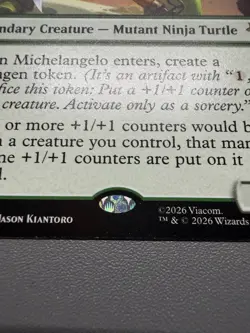 ndary Creature — Mutant Ninja Turtle
n Michelangelo enters, create a
gen token. (It's an artifact with "1,
fice this token: Put a +1/+1 counter o
creature. Activate only as a sorcery."
or more +1/+1 counters would b
n a creature you control, that man
ne +1/+1 counters are put on it
d.
©2026 Viacom.
JASON KIANTORO
™ & © 2026 Wizards